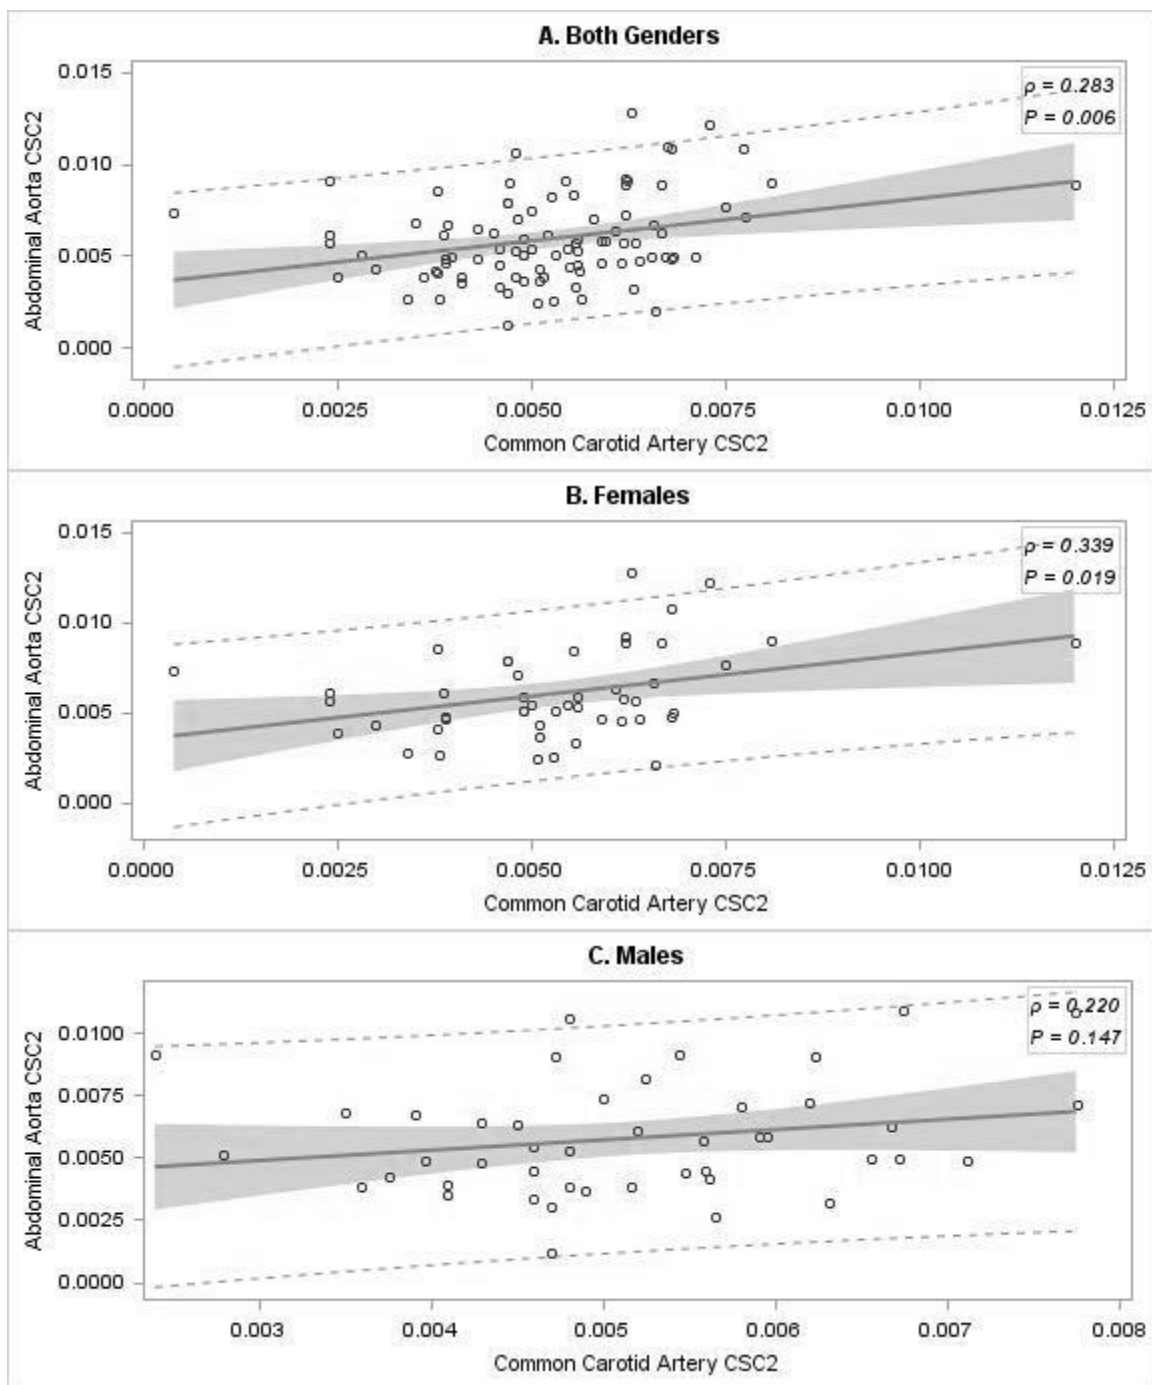 A. Both Genders
ρ = 0.283
P = 0.006
0.015
0.010
0.005
0.000
Abdominal Aorta CSC2
0.0000 0.0025 0.0050 0.0075 0.0100 0.0125
Common Carotid Artery CSC2
B. Females
ρ = 0.339
P = 0.019
0.015
0.010
0.005
0.000
Abdominal Aorta CSC2
0.0000 0.0025 0.0050 0.0075 0.0100 0.0125
Common Carotid Artery CSC2
C. Males
ρ = 0.220
P = 0.147
0.0100
0.0075
0.0050
0.0025
0.0000
Abdominal Aorta CSC2
0.003 0.004 0.005 0.006 0.007 0.008
Common Carotid Artery CSC2